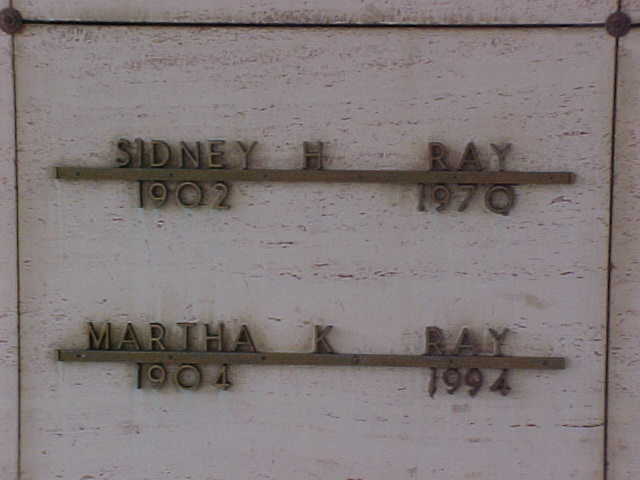 SIDNEY H RAY
1902 1970
MARTHA K RAY
1904 1994